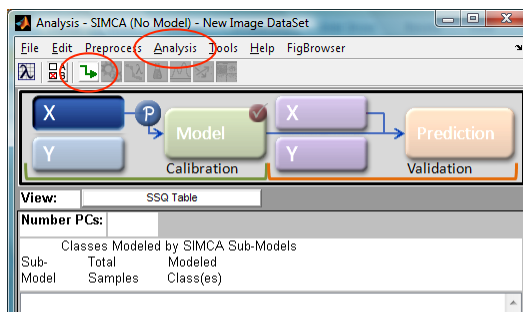 Analysis - SIMCA (No Model) - New Image DataSet
File Edit Preprocess Analysis Tools Help FigBrowser
X P Model X Prediction
Y Calibration Y Validation
View: SSQ Table
Number PCs:
Classes Modeled by SIMCA Sub-Models
Sub- Total Modeled
Model Samples Class(es)